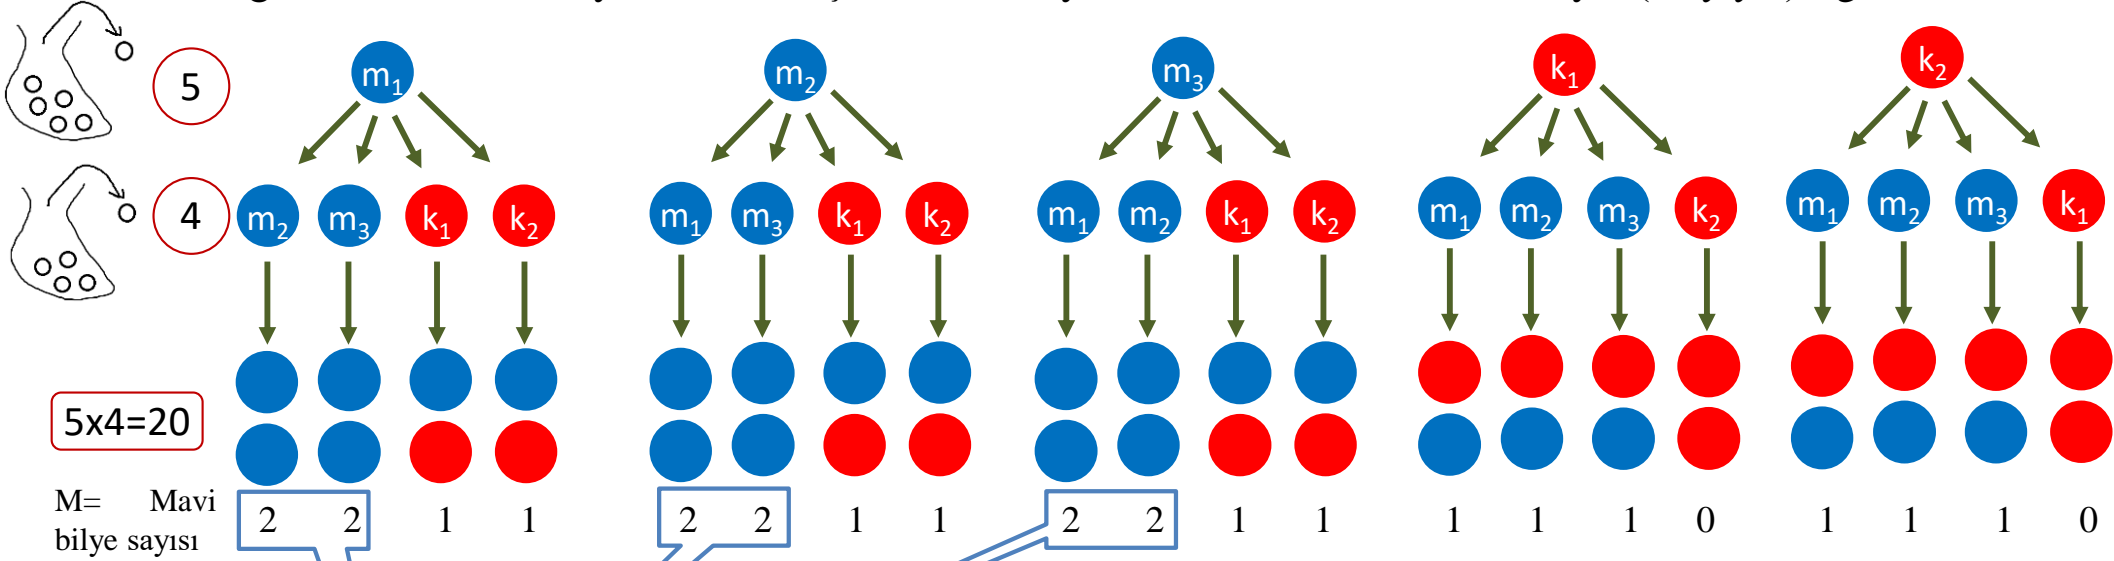 5
m1 m2 m3 k1 k2
4
m2 m3 k1 k2 m1 m3 k1 k2 m1 m2 k1 k2 m1 m2 m3 k2 m1 m2 m3 k1
5x4=20
M= Mavi
bilye sayısı
2 2 1 1 2 2 1 1 2 2 1 1 1 1 1 0 1 1 1 0